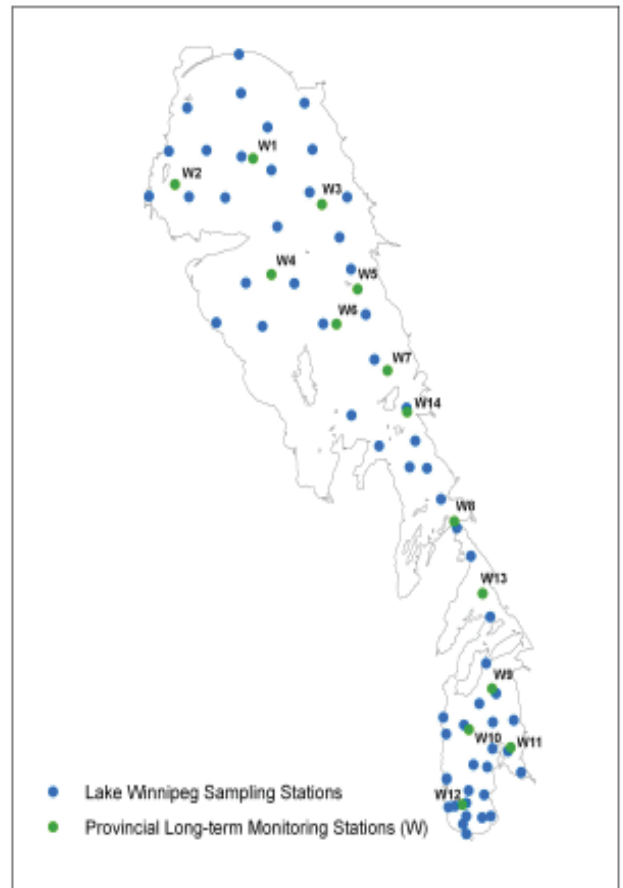 W1
W2
W3
W4
W5
W6
W7
W14
W8
W13
W9
W10
W11
W12
Lake Winnipeg Sampling Stations
Provincial Long-term Monitoring Stations (W)